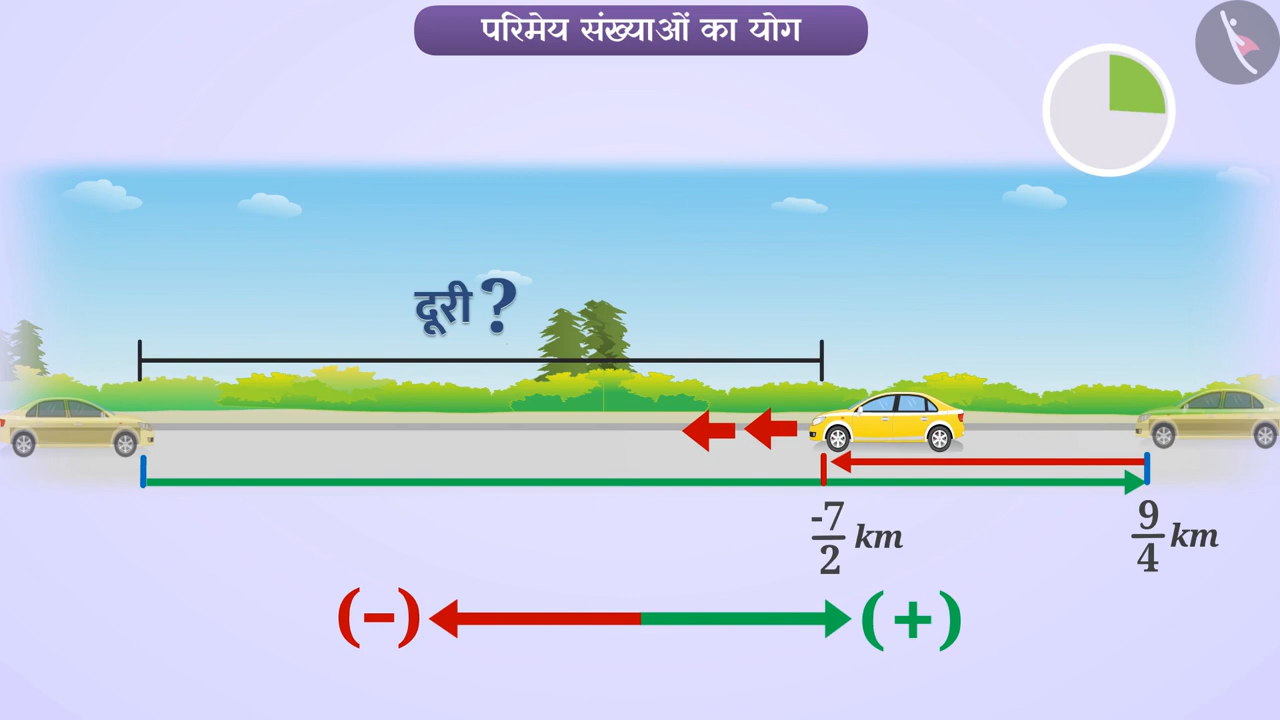 परिमेय संख्याओं का योग
दूरी ?
-7/2 km
9/4 km
(-) (+)